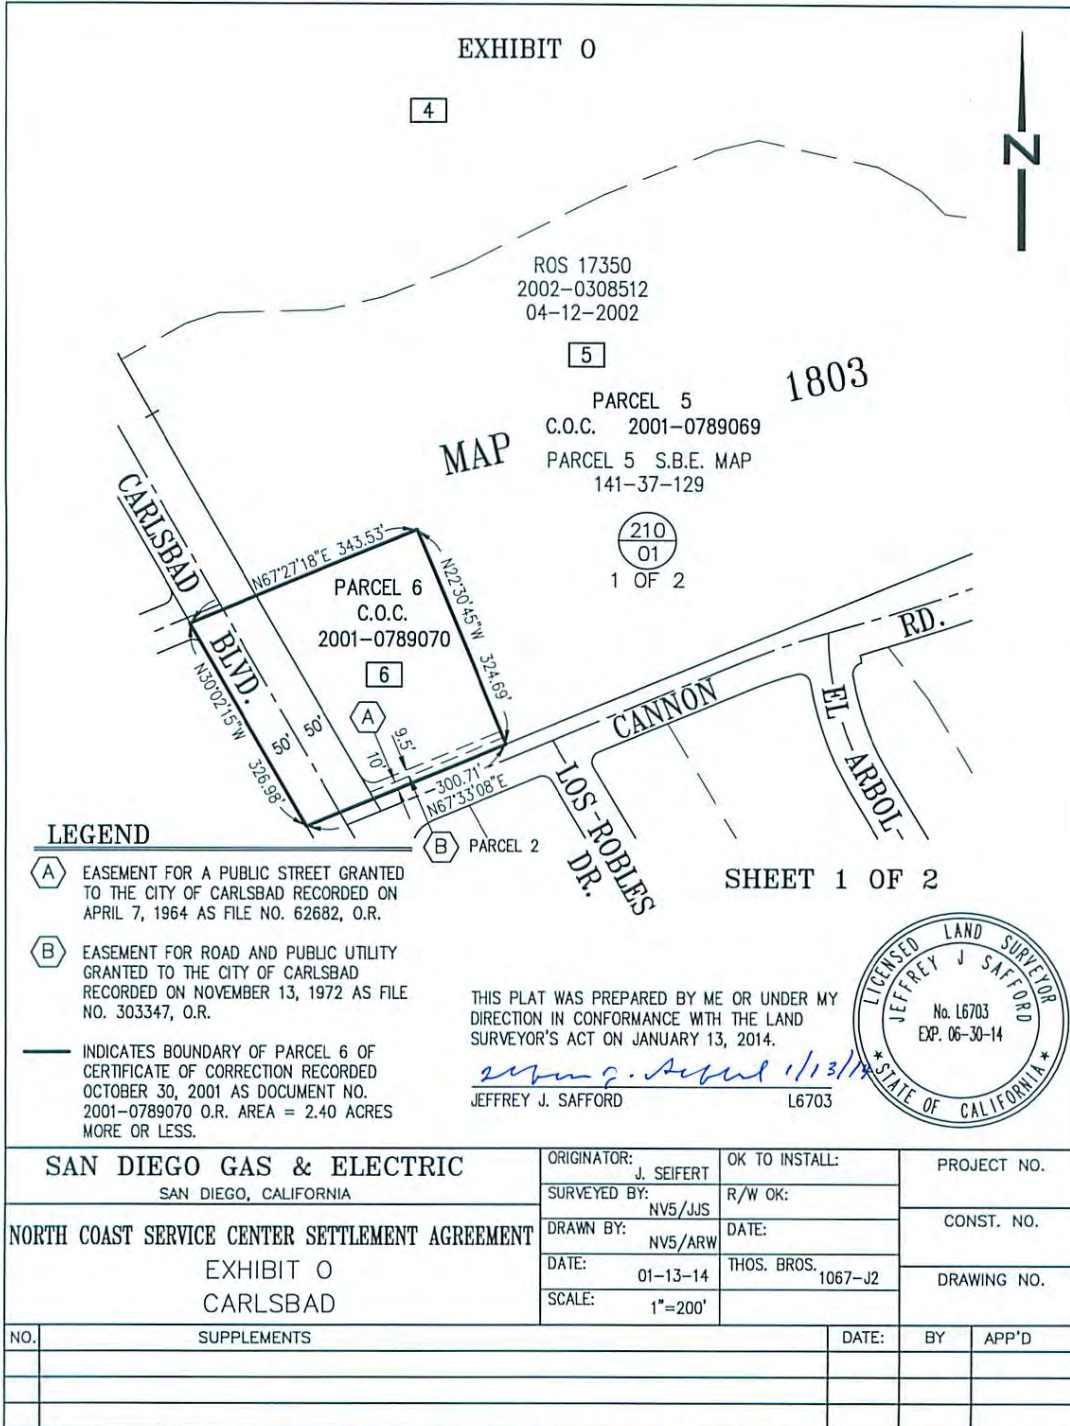 EXHIBIT O
4
N
ROS 17350
2002-0308512
04-12-2002
5
1803
PARCEL 5
C.O.C. 2001-0789069
MAP
PARCEL 5 S.B.E. MAP
141-37-129
210
01
1 OF 2
CARLSBAD
BLVD.
N67°27'18"E 343.53'
N22°30'45"W 324.69'
PARCEL 6
C.O.C.
2001-0789070
6
N30°02'15"W 326.98'
50' 50'
A
9.5'
10'
300.71'
N67°33'08"E
B
PARCEL 2
CANNON
RD.
EL ARBOL
LOS ROBLES
DR.
SHEET 1 OF 2
LEGEND
A
EASEMENT FOR A PUBLIC STREET GRANTED
TO THE CITY OF CARLSBAD RECORDED ON
APRIL 7, 1964 AS FILE NO. 62682, O.R.
B
EASEMENT FOR ROAD AND PUBLIC UTILITY
GRANTED TO THE CITY OF CARLSBAD
RECORDED ON NOVEMBER 13, 1972 AS FILE
NO. 303347, O.R.
INDICATES BOUNDARY OF PARCEL 6 OF
CERTIFICATE OF CORRECTION RECORDED
OCTOBER 30, 2001 AS DOCUMENT NO.
2001-0789070 O.R. AREA = 2.40 ACRES
MORE OR LESS.
THIS PLAT WAS PREPARED BY ME OR UNDER MY
DIRECTION IN CONFORMANCE WITH THE LAND
SURVEYOR'S ACT ON JANUARY 13, 2014.
1/13/14
JEFFREY J. SAFFORD L6703
LICENSED LAND SURVEYOR
JEFFREY J SAFFORD
No. L6703
EXP. 06-30-14
★ STATE OF CALIFORNIA ★
SAN DIEGO GAS & ELECTRIC
SAN DIEGO, CALIFORNIA
NORTH COAST SERVICE CENTER SETTLEMENT AGREEMENT
EXHIBIT O
CARLSBAD
ORIGINATOR:
J. SEIFERT
SURVEYED BY:
NV5/JJS
DRAWN BY:
NV5/ARW
DATE:
01-13-14
SCALE:
1"=200'
OK TO INSTALL:
R/W OK:
DATE:
THOS. BROS.
1067-J2
PROJECT NO.
CONST. NO.
DRAWING NO.
NO. SUPPLEMENTS DATE: BY APP'D